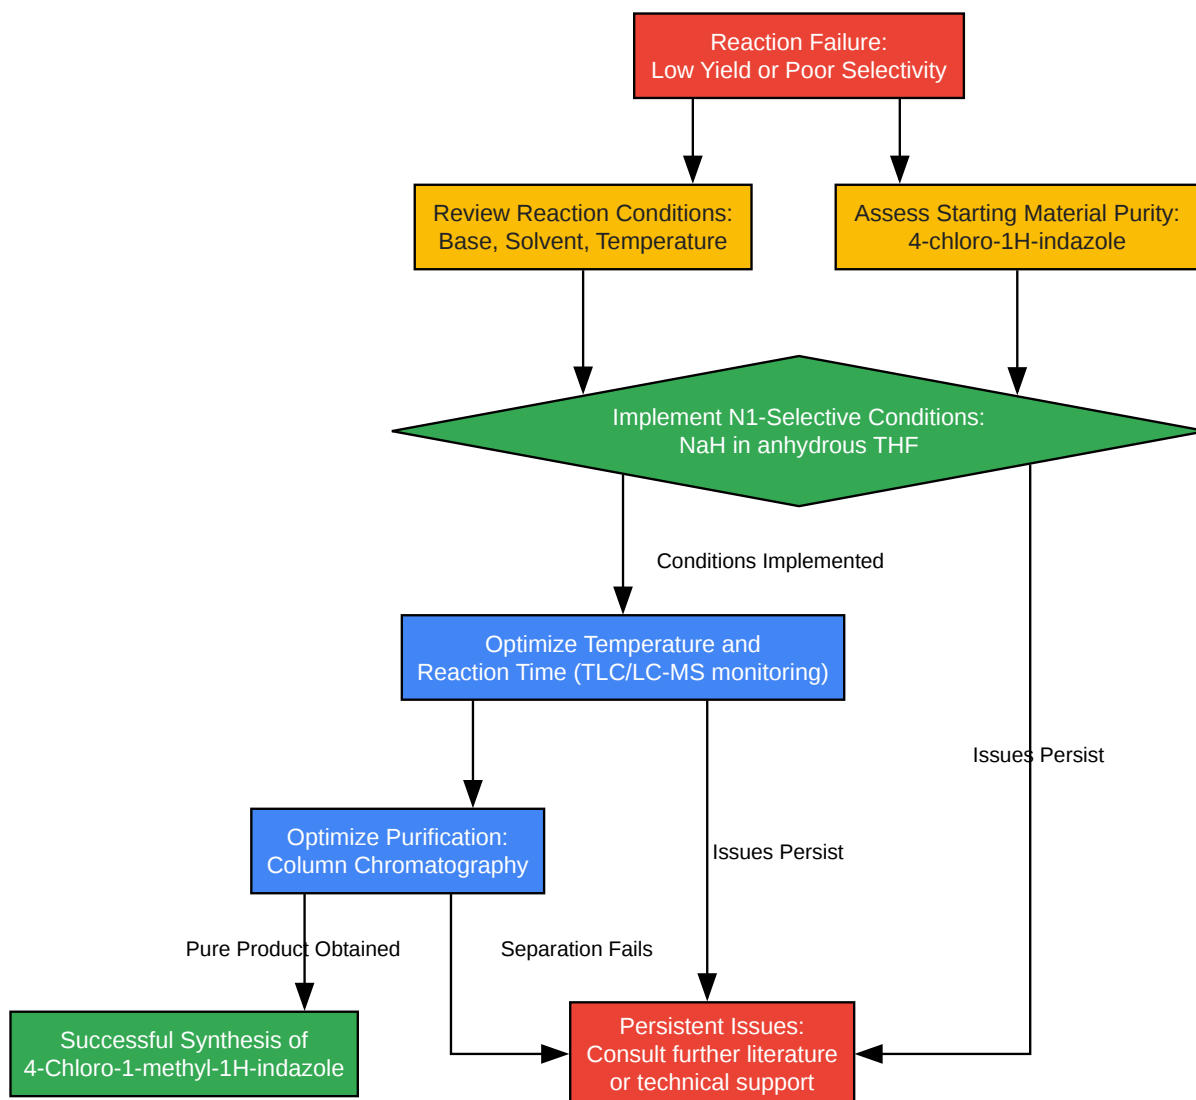 Reaction Failure:
Low Yield or Poor Selectivity
Review Reaction Conditions:
Base, Solvent, Temperature
Assess Starting Material Purity:
4-chloro-1H-indazole
Implement N1-Selective Conditions:
NaH in anhydrous THF
Conditions Implemented
Optimize Temperature and
Reaction Time (TLC/LC-MS monitoring)
Issues Persist
Optimize Purification:
Column Chromatography
Issues Persist
Pure Product Obtained
Separation Fails
Successful Synthesis of
4-Chloro-1-methyl-1H-indazole
Persistent Issues:
Consult further literature
or technical support